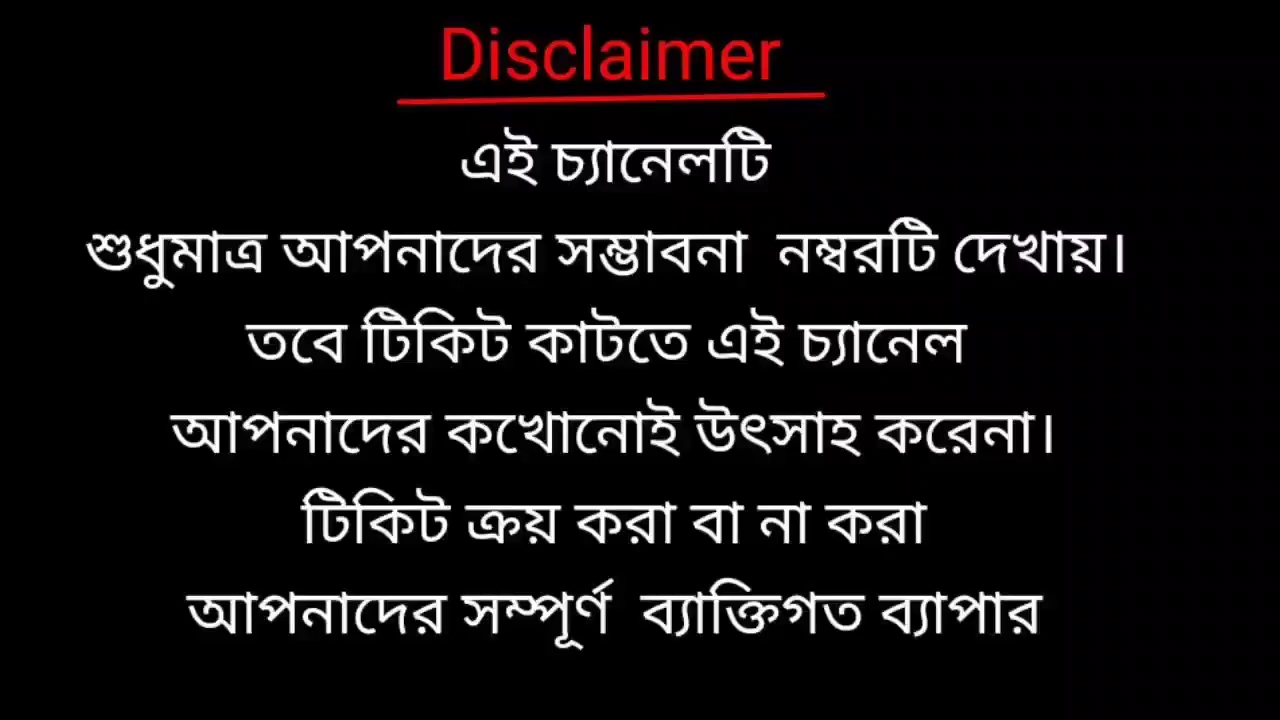 Disclaimer
এই চ্যানেলটি
শুধুমাত্র আপনাদের সম্ভাবনা নম্বরটি দেখায়।
তবে টিকিট কাটতে এই চ্যানেল
আপনাদের কখোনোই উৎসাহ করেনা।
টিকিট ক্রয় করা বা না করা
আপনাদের সম্পূর্ণ ব্যাক্তিগত ব্যাপার